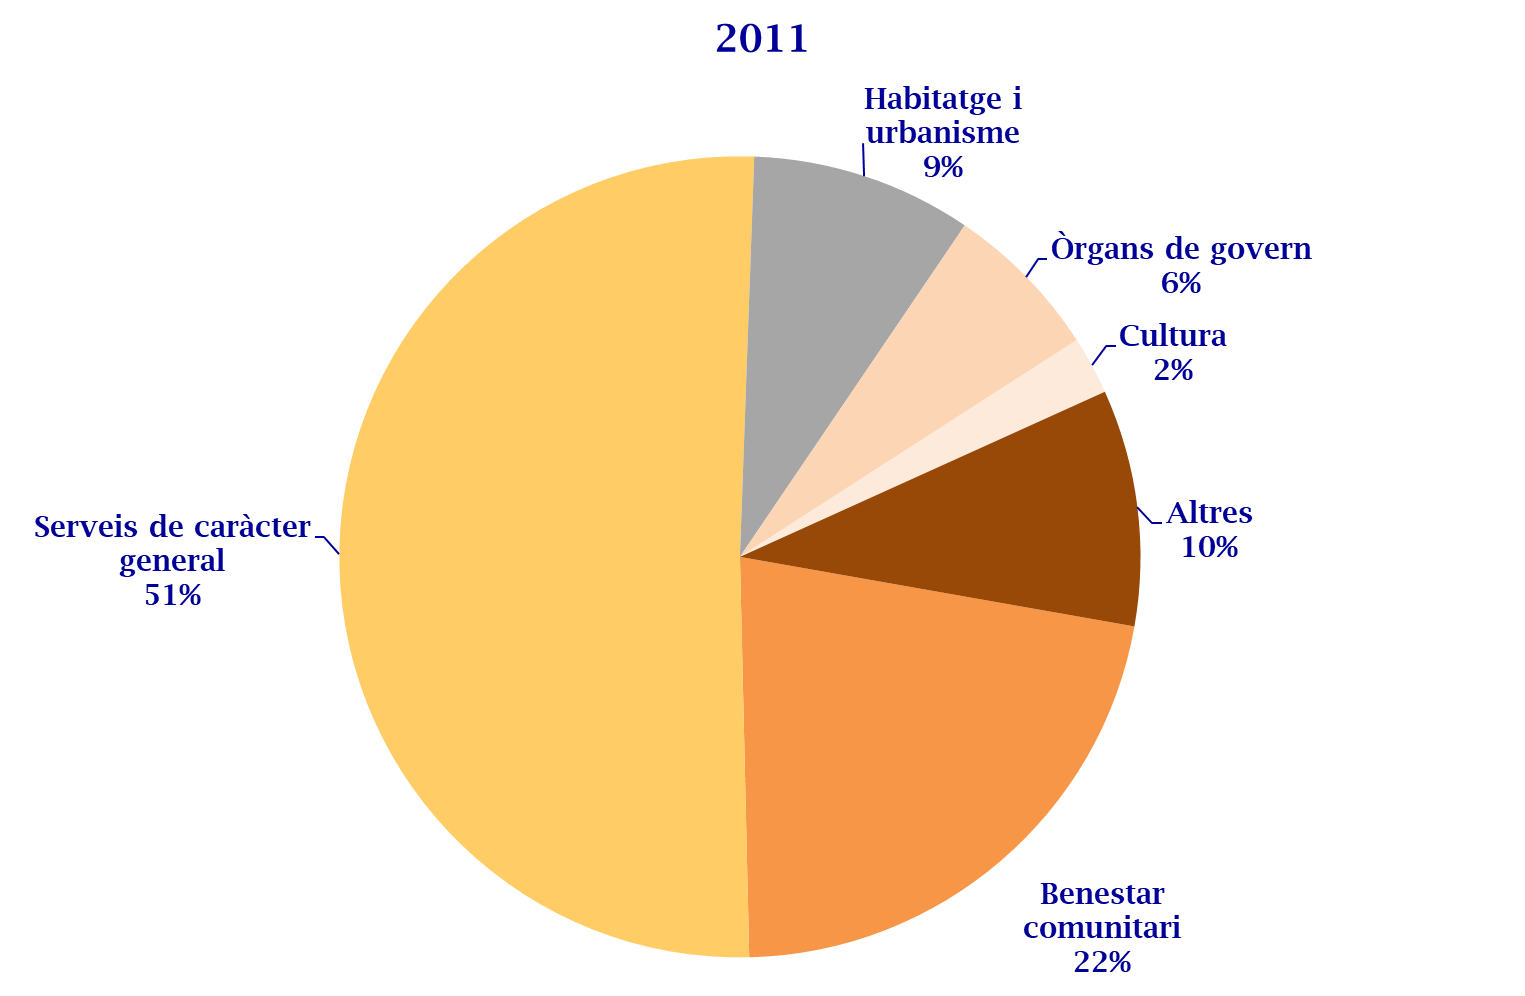 2011
Habitatge i
urbanisme
9%
Òrgans de govern
6%
Cultura
2%
Altres
10%
Serveis de caràcter
general
51%
Benestar
comunitari
22%